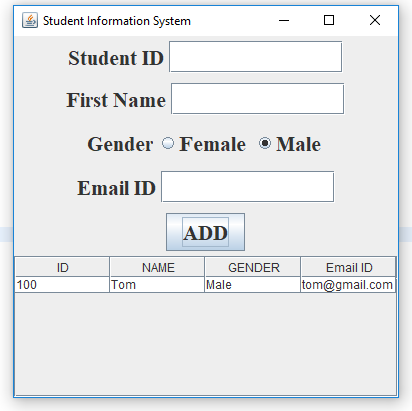 Student Information System
Student ID
First Name
Gender Female Male
Email ID
ADD
ID NAME GENDER Email ID
100 Tom Male tom@gmail.com